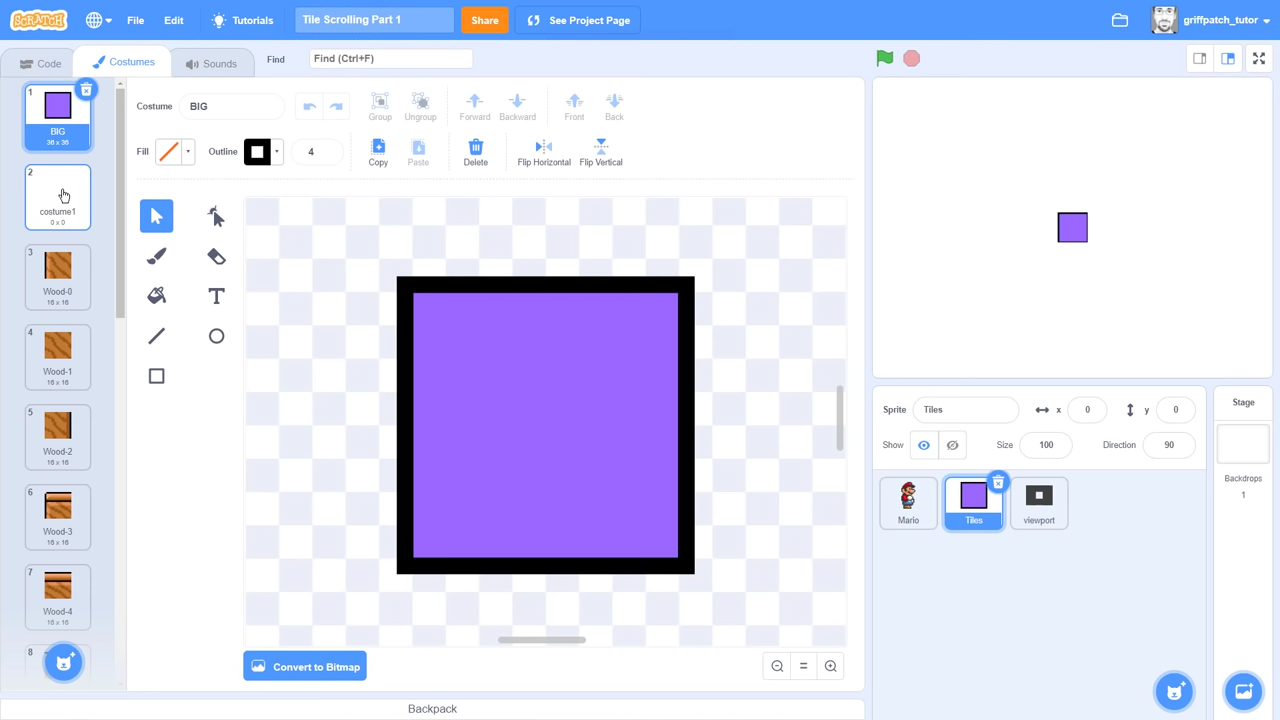 SCRATCH File Edit Tutorials Tile Scrolling Part 1 Share See Project Page griffpatch_tutor
Code Costumes Sounds Find Find (Ctrl+F)
1
BIG
36 x 36
2
costume1
0 x 0
3
Wood-0
16 x 16
4
Wood-1
16 x 16
5
Wood-2
16 x 16
6
Wood-3
16 x 16
7
Wood-4
16 x 16
8
Costume BIG Group Ungroup Forward Backward Front Back
Fill Outline 4 Copy Paste Delete Flip Horizontal Flip Vertical
T
Convert to Bitmap
Backpack
Sprite Tiles x 0 y 0
Show Size 100 Direction 90
Mario Tiles viewport
Stage
Backdrops
1